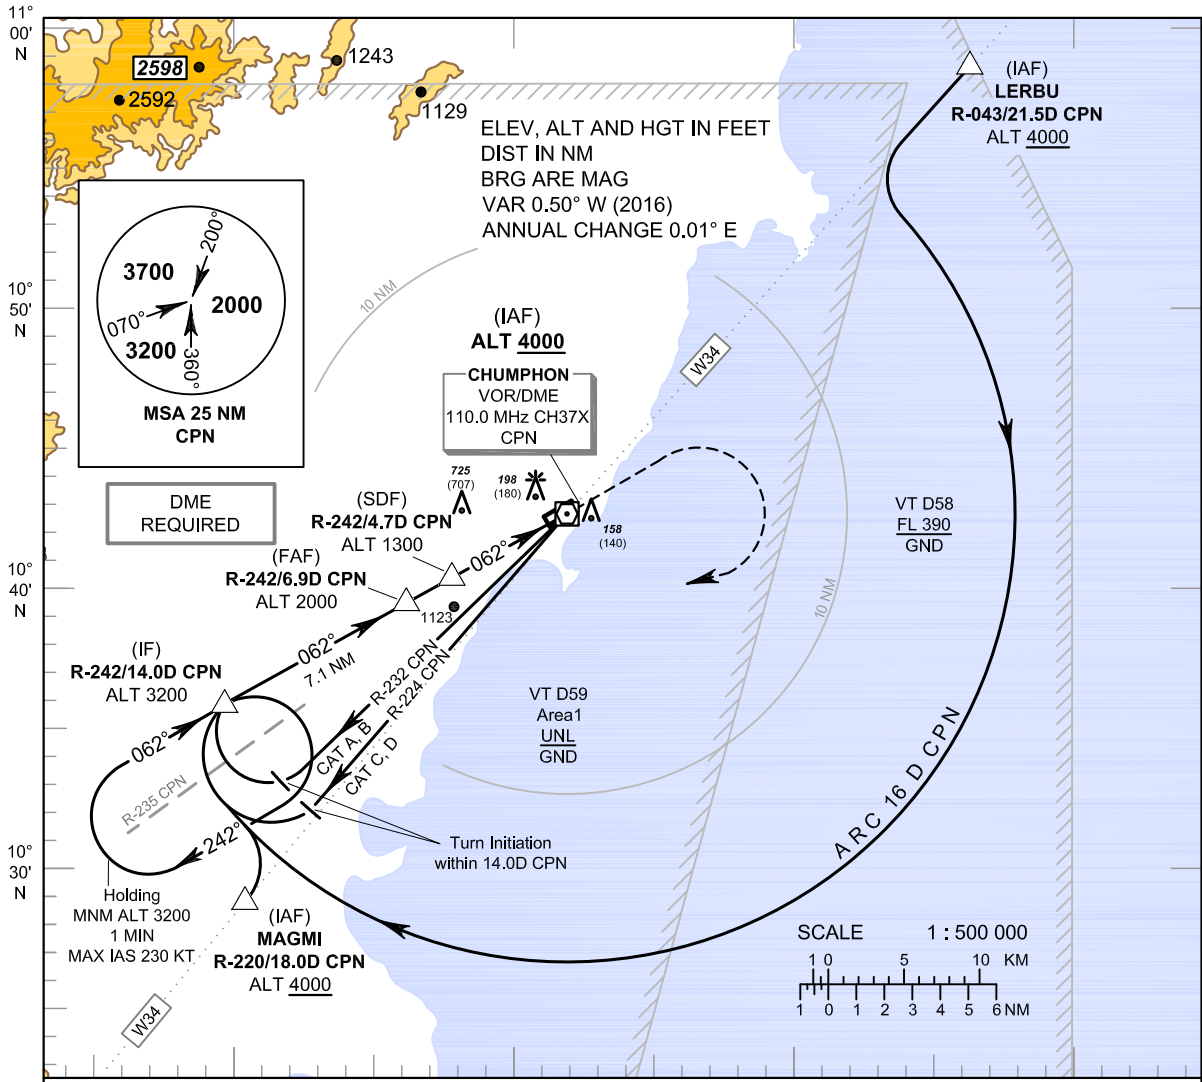 11°
00'
N
2598
2592
1243
1129
(IAF)
LERBU
R-043/21.5D CPN
ALT 4000
ELEV, ALT AND HGT IN FEET
DIST IN NM
BRG ARE MAG
VAR 0.50° W (2016)
ANNUAL CHANGE 0.01° E
200°
3700
2000
070°
3200
360°
MSA 25 NM
CPN
10°
50'
N
10 NM
(IAF)
ALT 4000
CHUMPHON
VOR/DME
110.0 MHz CH37X
CPN
W34
DME
REQUIRED
725
(707)
198
(180)
158
(140)
(SDF)
R-242/4.7D CPN
ALT 1300
062°
VT D58
FL 390
GND
(FAF)
R-242/6.9D CPN
ALT 2000
1123
10°
40'
N
10 NM
(IF)
R-242/14.0D CPN
ALT 3200
062°
7.1 NM
R-232 CPN
R-224 CPN
CAT A, B
CAT C, D
VT D59
Area1
UNL
GND
062°
R-235 CPN
242°
ARC 16 D CPN
Turn Initiation
within 14.0D CPN
10°
30'
N
Holding
MNM ALT 3200
1 MIN
MAX IAS 230 KT
(IAF)
MAGMI
R-220/18.0D CPN
ALT 4000
W34
SCALE 1 : 500 000
1 0 5 10 KM
1 0 1 2 3 4 5 6 NM